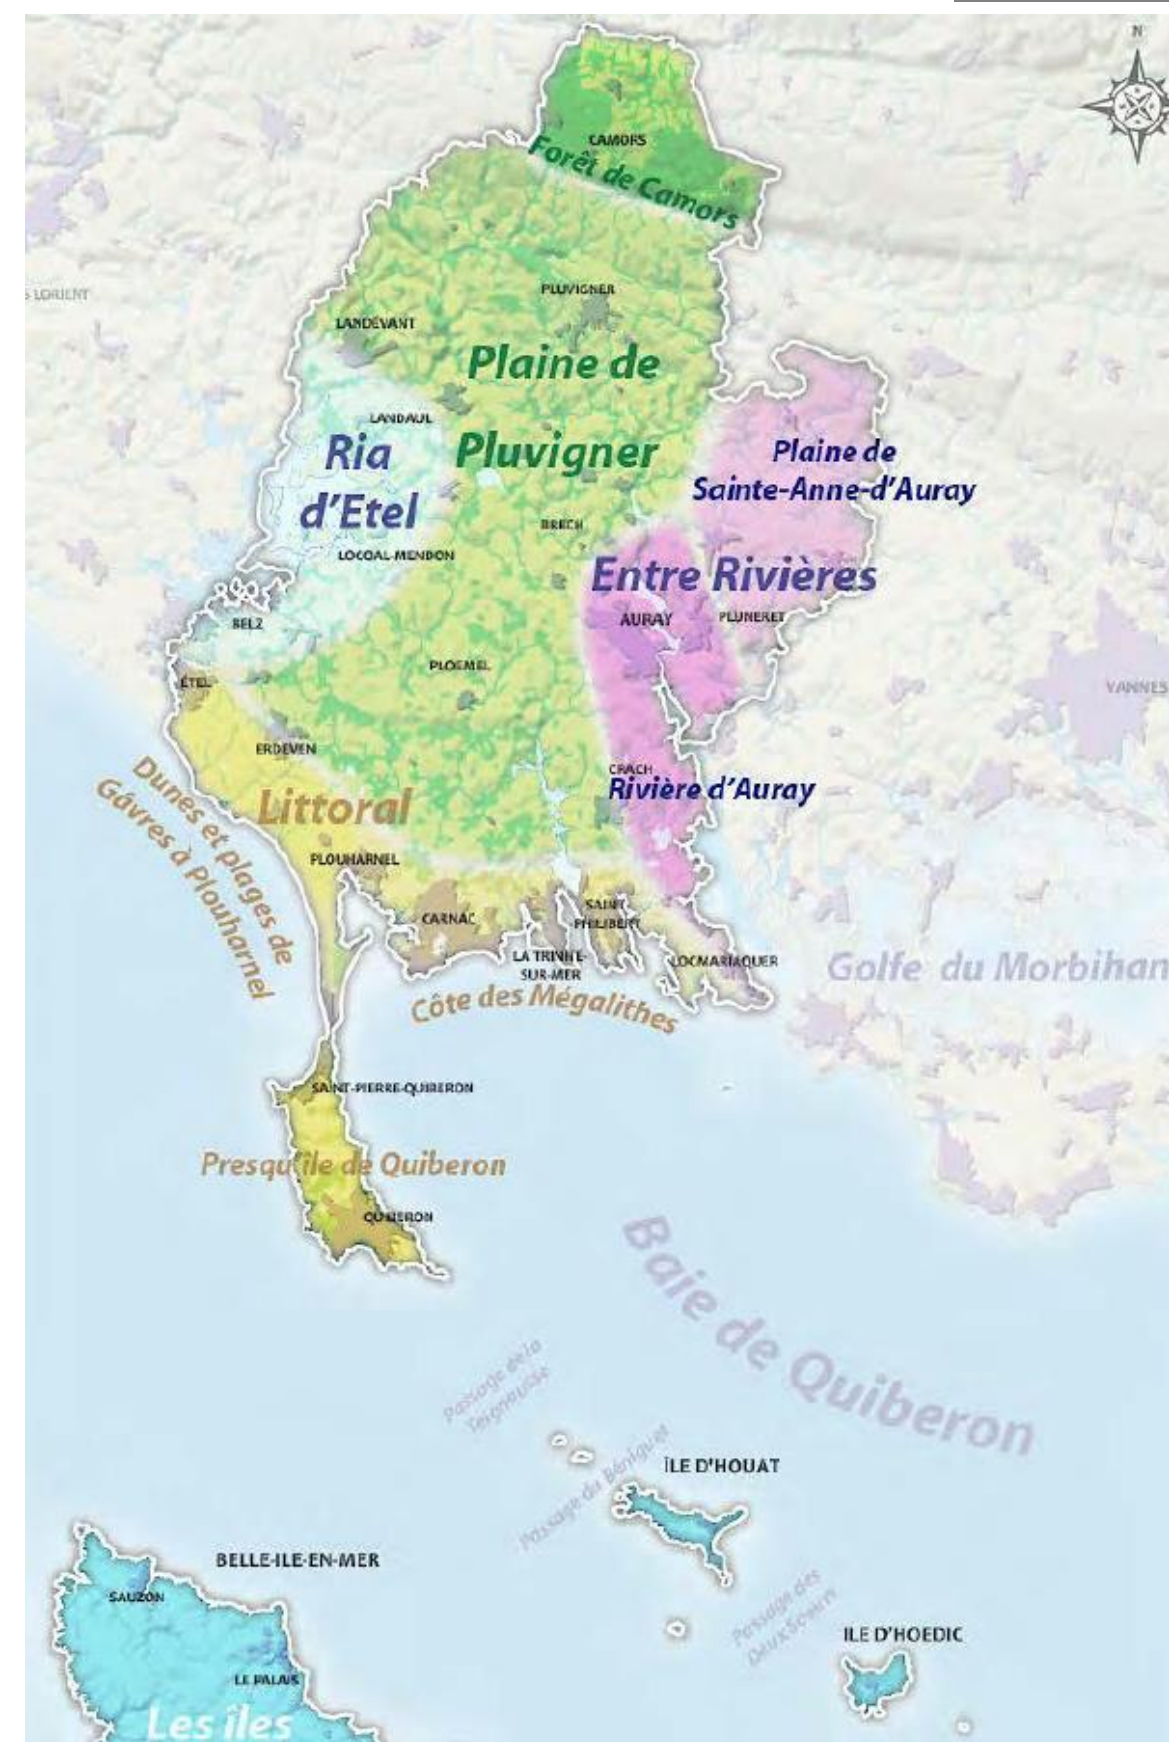 N
CAMORS
Forêt de Camors
LORIENT
PLUVIGNER
LANDÉVANT
Plaine de
Pluvigner
LANDAUL
Ria
d'Etel
Plaine de
Sainte-Anne-d'Auray
BRECH
LOCOAL-MENDON
Entre Rivières
AURAY
PLUNERET
BELZ
PLOEMEL
ÉTEL
VANNES
ERDEVEN
CRACH
Rivière d'Auray
Dunes et plages de
Gâvres à Plouharnel
Littoral
PLOUHARNEL
CARNAC
SAINT-
PHILIBERT
LA TRINITE-
SUR-MER
LOCMARIAQUER
Golfe du Morbihan
Côte des Mégalithes
SAINT-PIERRE-QUIBERON
Presqu'île de Quiberon
QUIBERON
Baie de Quiberon
Passage de la
Teignouse
Passage du Béniguet
ÎLE D'HOUAT
BELLE-ILE-EN-MER
SAUZON
Passage des
ILE D'HOEDIC
LE PALAIS
Les îles